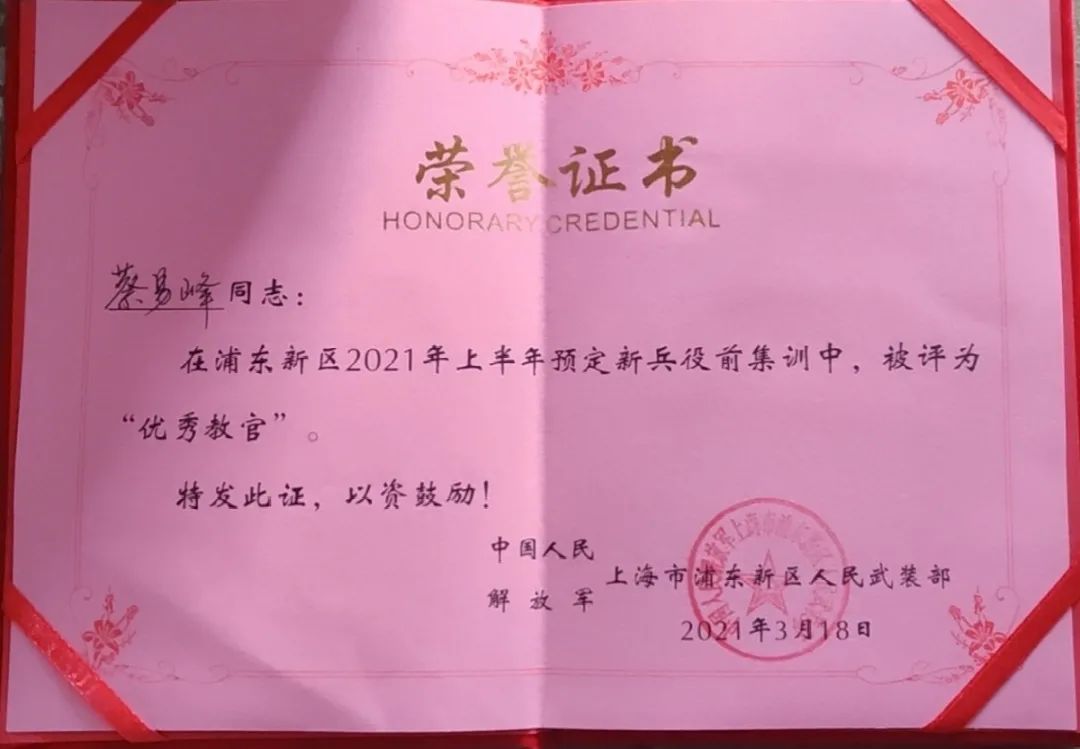 荣誉证书
HONORARY CREDENTIAL
蔡易峰同志：
在浦东新区2021年上半年预定新兵役前集训中，被评为
“优秀教官”。
特发此证，以资鼓励！
中国人民
解放军
上海市浦东新区人民武装部
2021年3月18日